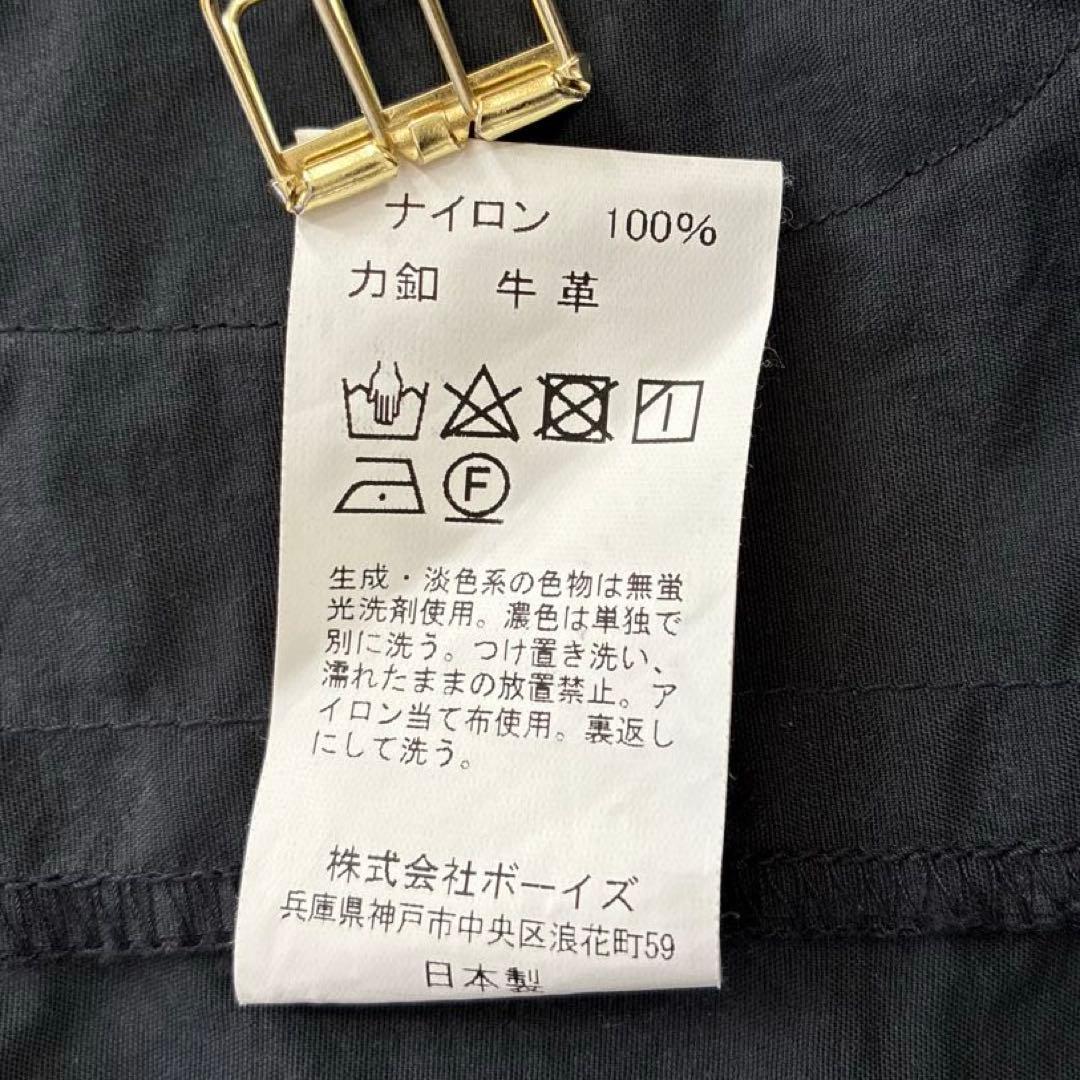 ナイロン 100%
力釦 牛革
F
生成・淡色系の色物は無蛍
光洗剤使用。濃色は単独で
別に洗う。つけ置き洗い、
濡れたままの放置禁止。ア
イロン当て布使用。裏返し
にして洗う。
株式会社ボーイズ
兵庫県神戸市中央区浪花町59
日本製